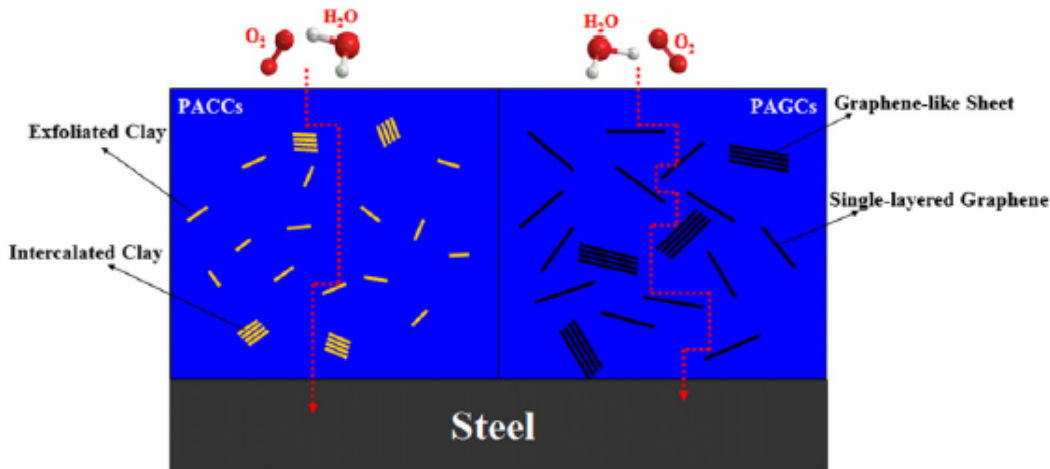 H₂O
O₂
H₂O
O₂
PACCs
PAGCs
Graphene-like Sheet
Exfoliated Clay
Single-layered Graphene
Intercalated Clay
Steel